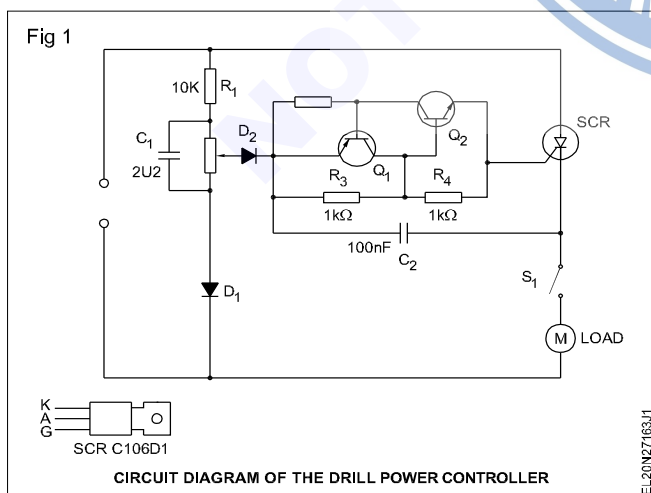 Fig 1
10K R1
C1
2U2
D2
Q1
Q2
SCR
R3
1kΩ
R4
1kΩ
100nF
C2
S1
D1
M LOAD
K
A
G
SCR C106D1
CIRCUIT DIAGRAM OF THE DRILL POWER CONTROLLER
EL20N27163J1
NOT